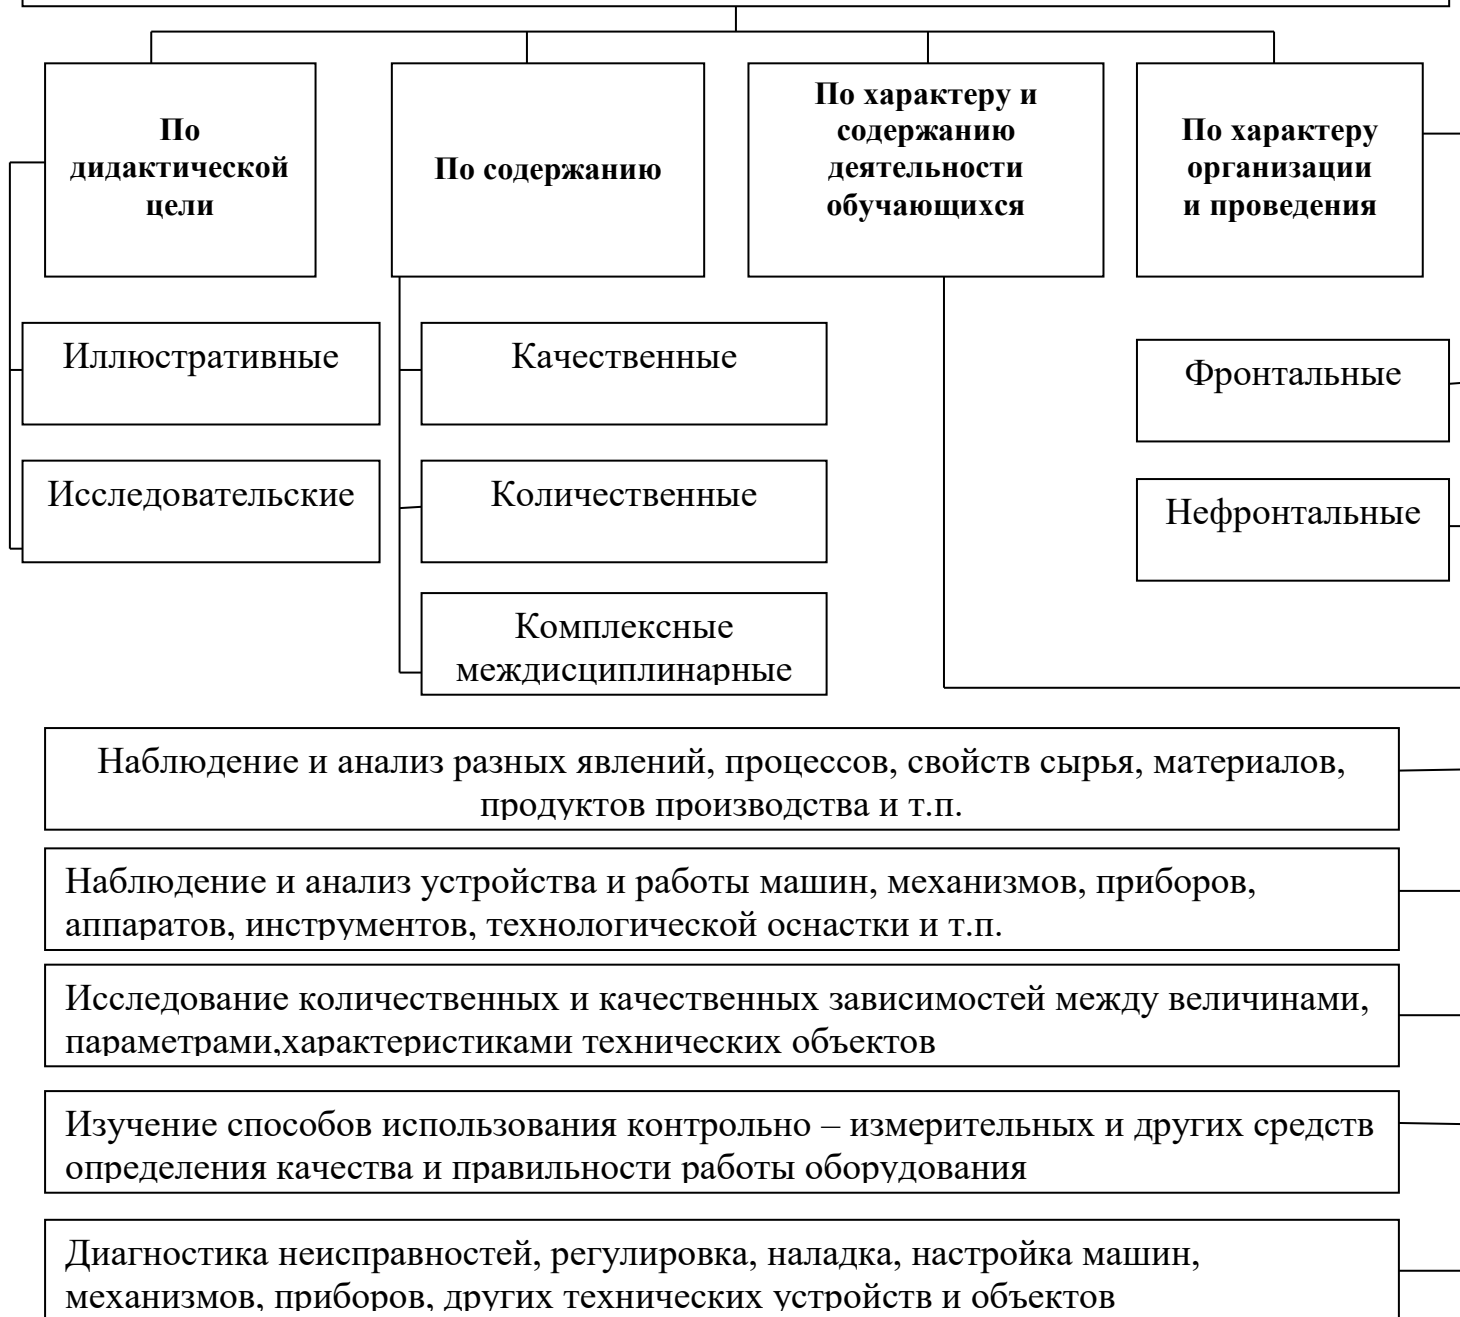 По
дидактической
цели
По содержанию
По характеру и
содержанию
деятельности
обучающихся
По характеру
организации
и проведения
Иллюстративные
Исследовательские
Качественные
Количественные
Комплексные
междисциплинарные
Фронтальные
Нефронтальные
Наблюдение и анализ разных явлений, процессов, свойств сырья, материалов,
продуктов производства и т.п.
Наблюдение и анализ устройства и работы машин, механизмов, приборов,
аппаратов, инструментов, технологической оснастки и т.п.
Исследование количественных и качественных зависимостей между величинами,
параметрами,характеристиками технических объектов
Изучение способов использования контрольно – измерительных и других средств
определения качества и правильности работы оборудования
Диагностика неисправностей, регулировка, наладка, настройка машин,
механизмов, приборов, других технических устройств и объектов